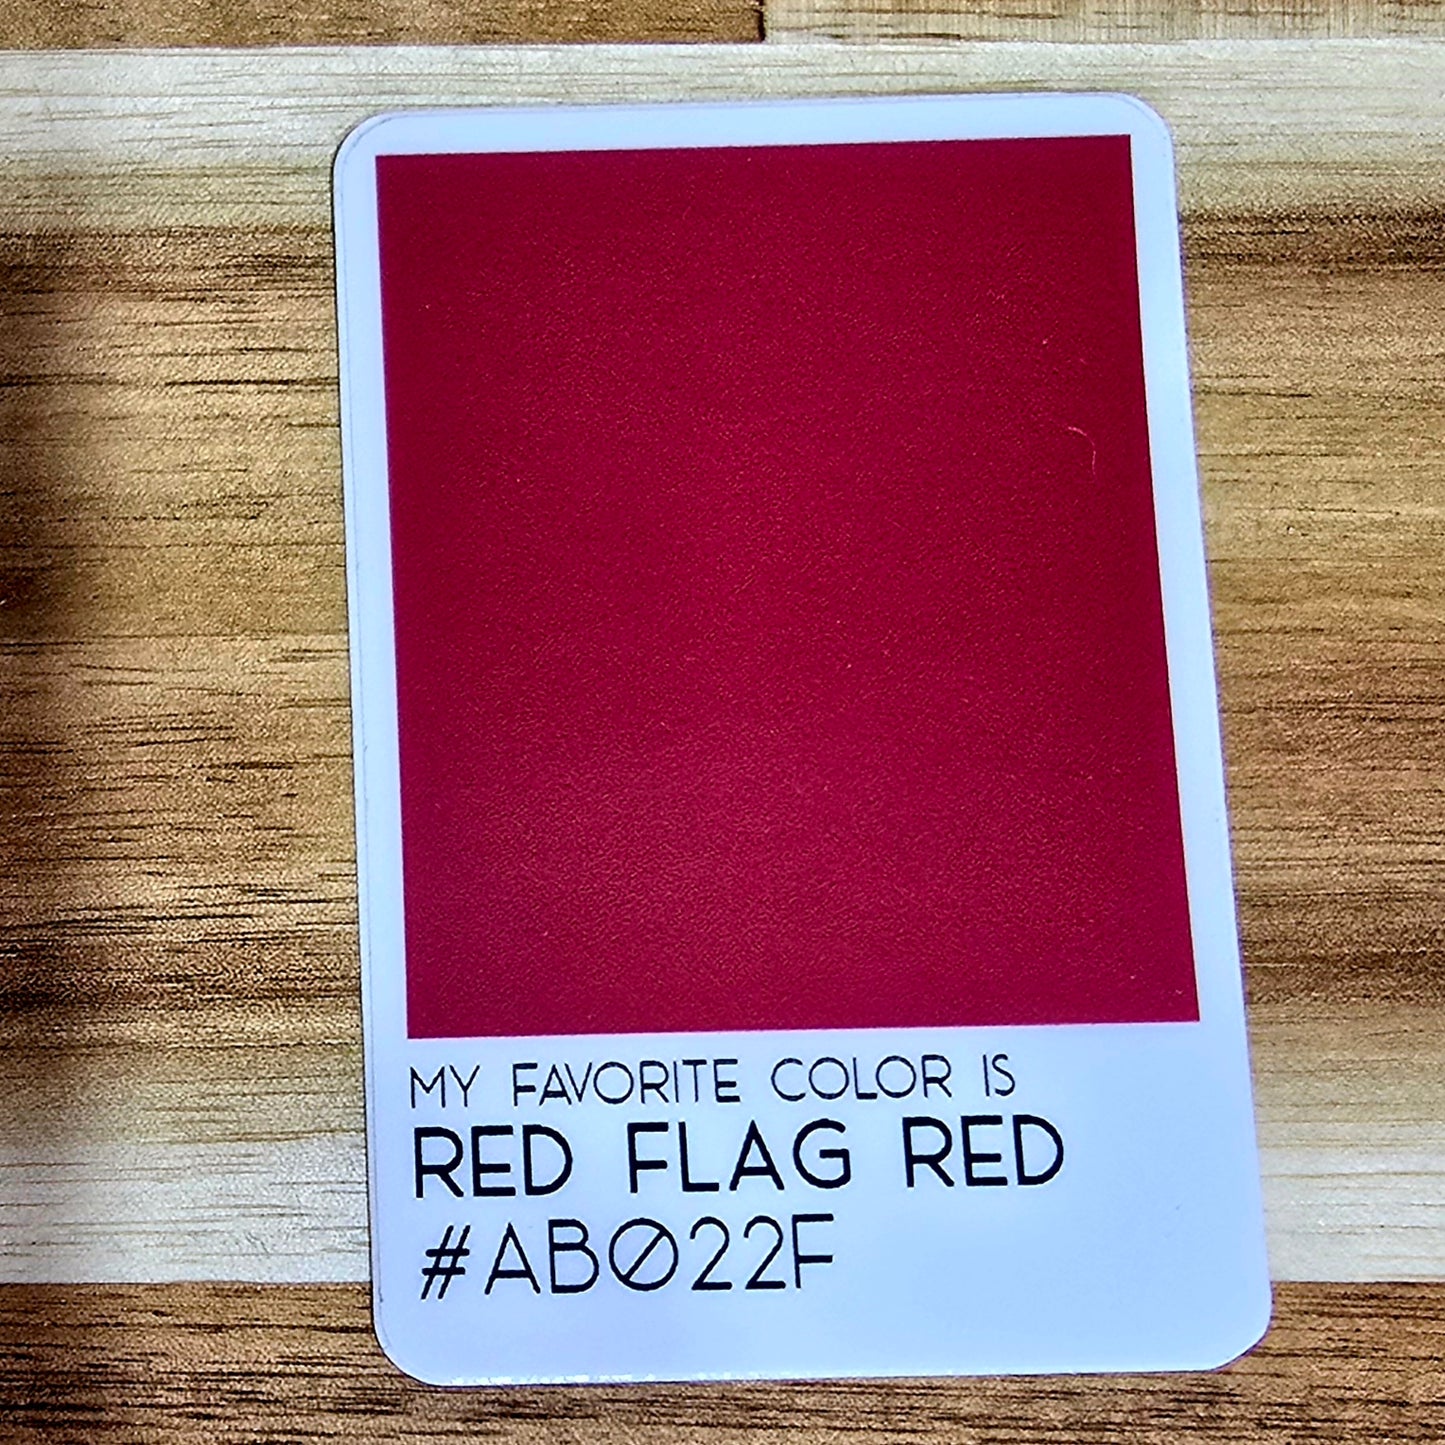 MY FAVORITE COLOR IS
RED FLAG RED
#AB022F